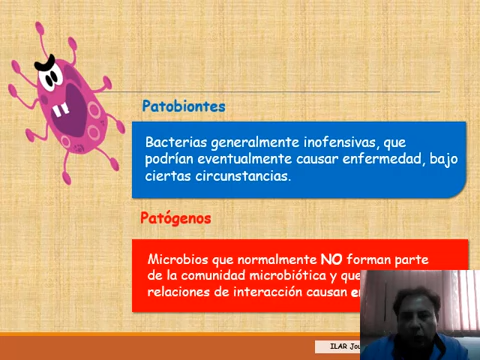 Patobiontes
Bacterias generalmente inofensivas, que
podrían eventualmente causar enfermedad, bajo
ciertas circunstancias.
Patógenos
Microbios que normalmente NO forman parte
de la comunidad microbiótica y que
relaciones de interacción causan
ILAR